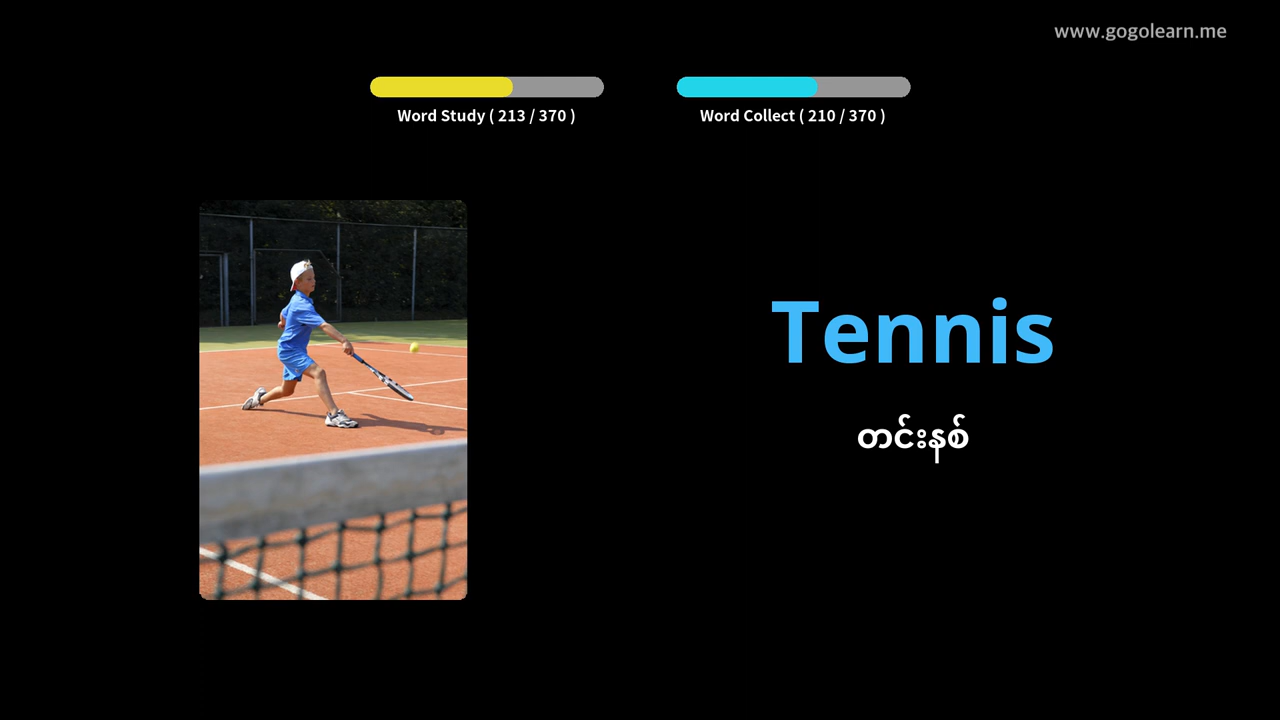 www.gogolearn.me
Word Study ( 213 / 370 )
Word Collect ( 210 / 370 )
Tennis
တင်းနစ်